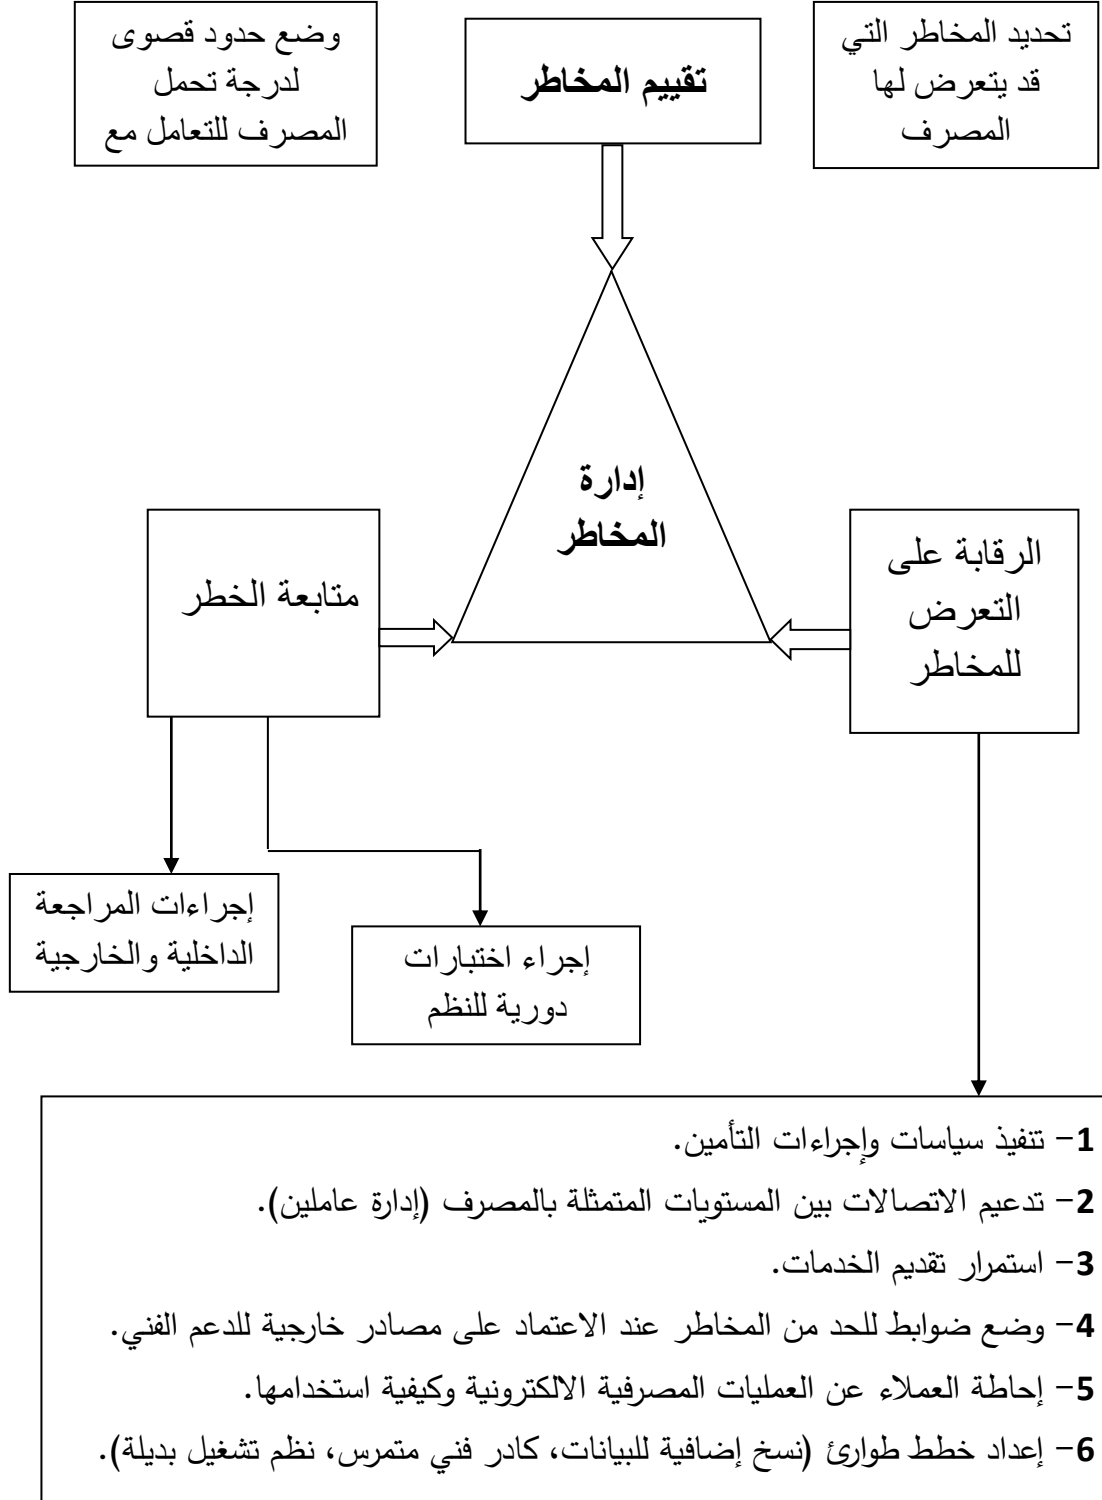 تحديد المخاطر التي
قد يتعرض لها
المصرف
تقييم المخاطر
وضع حدود قصوى
لدرجة تحمل
المصرف للتعامل مع
إدارة
المخاطر
الرقابة على
التعرض
للمخاطر
متابعة الخطر
إجراءات المراجعة
الداخلية والخارجية
إجراء اختبارات
دورية للنظم
1- تنفيذ سياسات وإجراءات التأمين.
2- تدعيم الاتصالات بين المستويات المتمثلة بالمصرف (إدارة عاملين).
3- استمرار تقديم الخدمات.
4- وضع ضوابط للحد من المخاطر عند الاعتماد على مصادر خارجية للدعم الفني.
5- إحاطة العملاء عن العمليات المصرفية الالكترونية وكيفية استخدامها.
6- إعداد خطط طوارئ (نسخ إضافية للبيانات، كادر فني متمرس، نظم تشغيل بديلة).